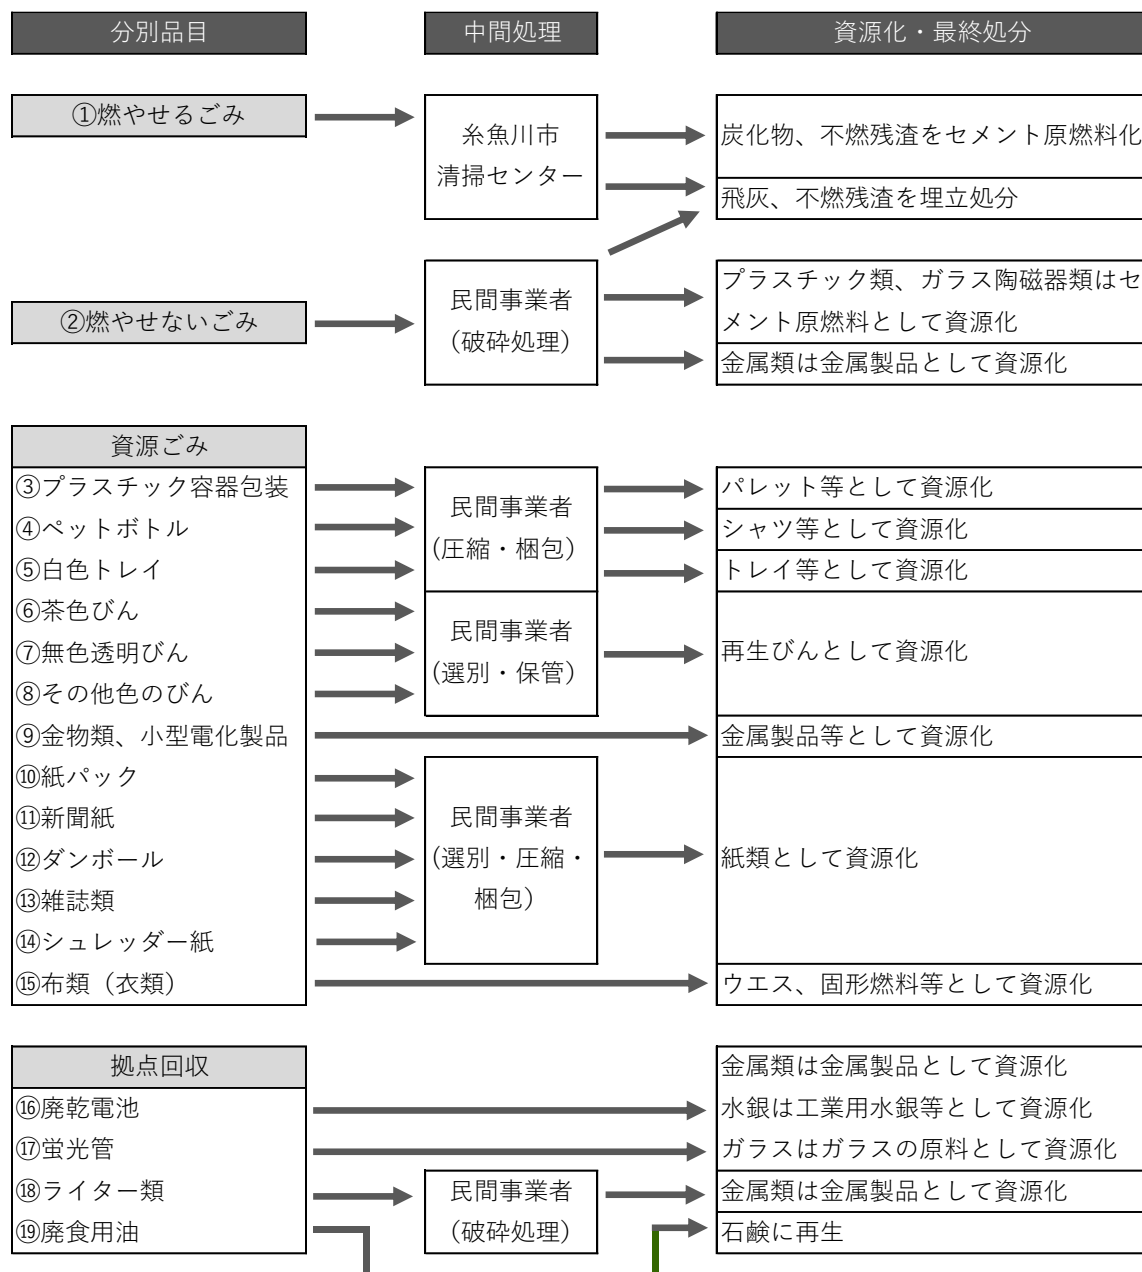 分別品目
中間処理
資源化・最終処分
①燃やせるごみ
糸魚川市
清掃センター
炭化物、不燃残渣をセメント原燃料化
飛灰、不燃残渣を埋立処分
②燃やせないごみ
民間事業者
(破砕処理)
プラスチック類、ガラス陶磁器類はセ
メント原燃料として資源化
金属類は金属製品として資源化
資源ごみ
③プラスチック容器包装
④ペットボトル
⑤白色トレイ
⑥茶色びん
⑦無色透明びん
⑧その他色のびん
⑨金物類、小型電化製品
⑩紙パック
⑪新聞紙
⑫ダンボール
⑬雑誌類
⑭シュレッダー紙
⑮布類（衣類）
民間事業者
(圧縮・梱包)
民間事業者
(選別・保管)
民間事業者
(選別・圧縮・
梱包)
パレット等として資源化
シャツ等として資源化
トレイ等として資源化
再生びんとして資源化
金属製品等として資源化
紙類として資源化
ウエス、固形燃料等として資源化
拠点回収
⑯廃乾電池
⑰蛍光管
⑱ライター類
⑲廃食用油
民間事業者
(破砕処理)
金属類は金属製品として資源化
水銀は工業用水銀等として資源化
ガラスはガラスの原料として資源化
金属類は金属製品として資源化
石鹸に再生